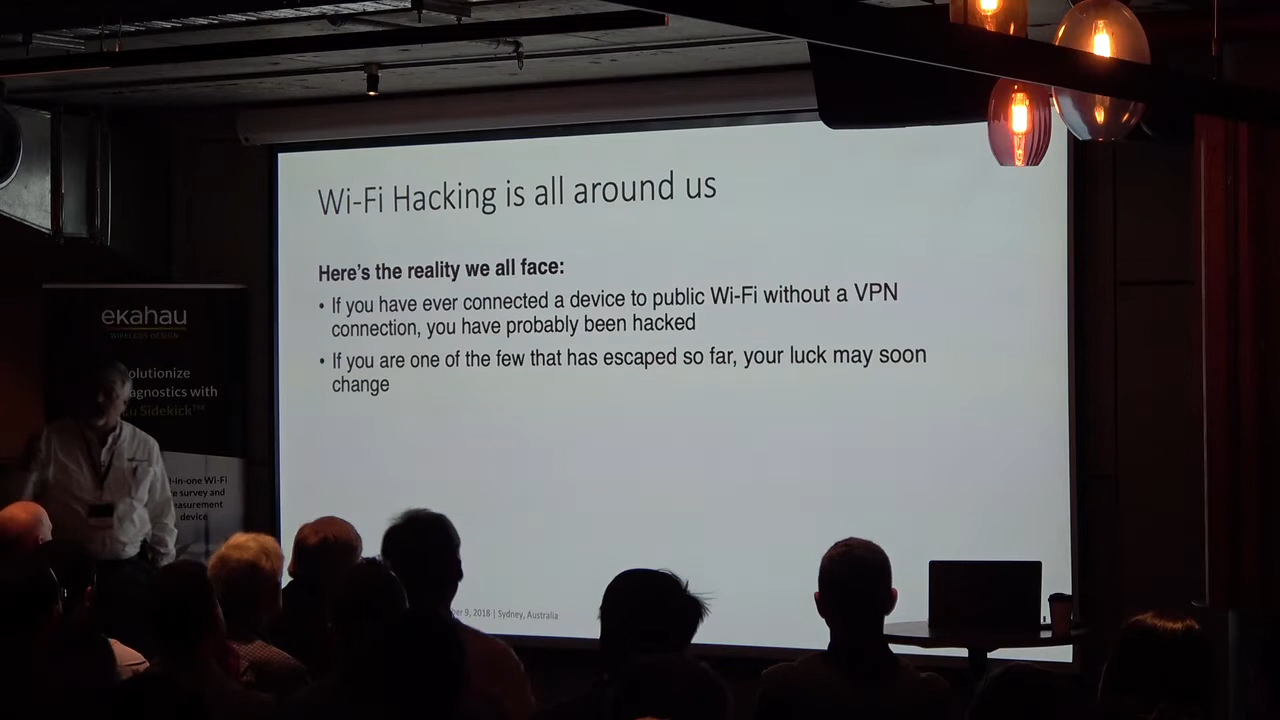 Wi-Fi Hacking is all around us
Here's the reality we all face:
• If you have ever connected a device to public Wi-Fi without a VPN
connection, you have probably been hacked
• If you are one of the few that has escaped so far, your luck may soon
change
9, 2018 | Sydney, Australia
ekahau
WIRELESS DESIGN
olutionize
agnostics with
Sidekick™
-in-one Wi-Fi
survey and
easurement
device